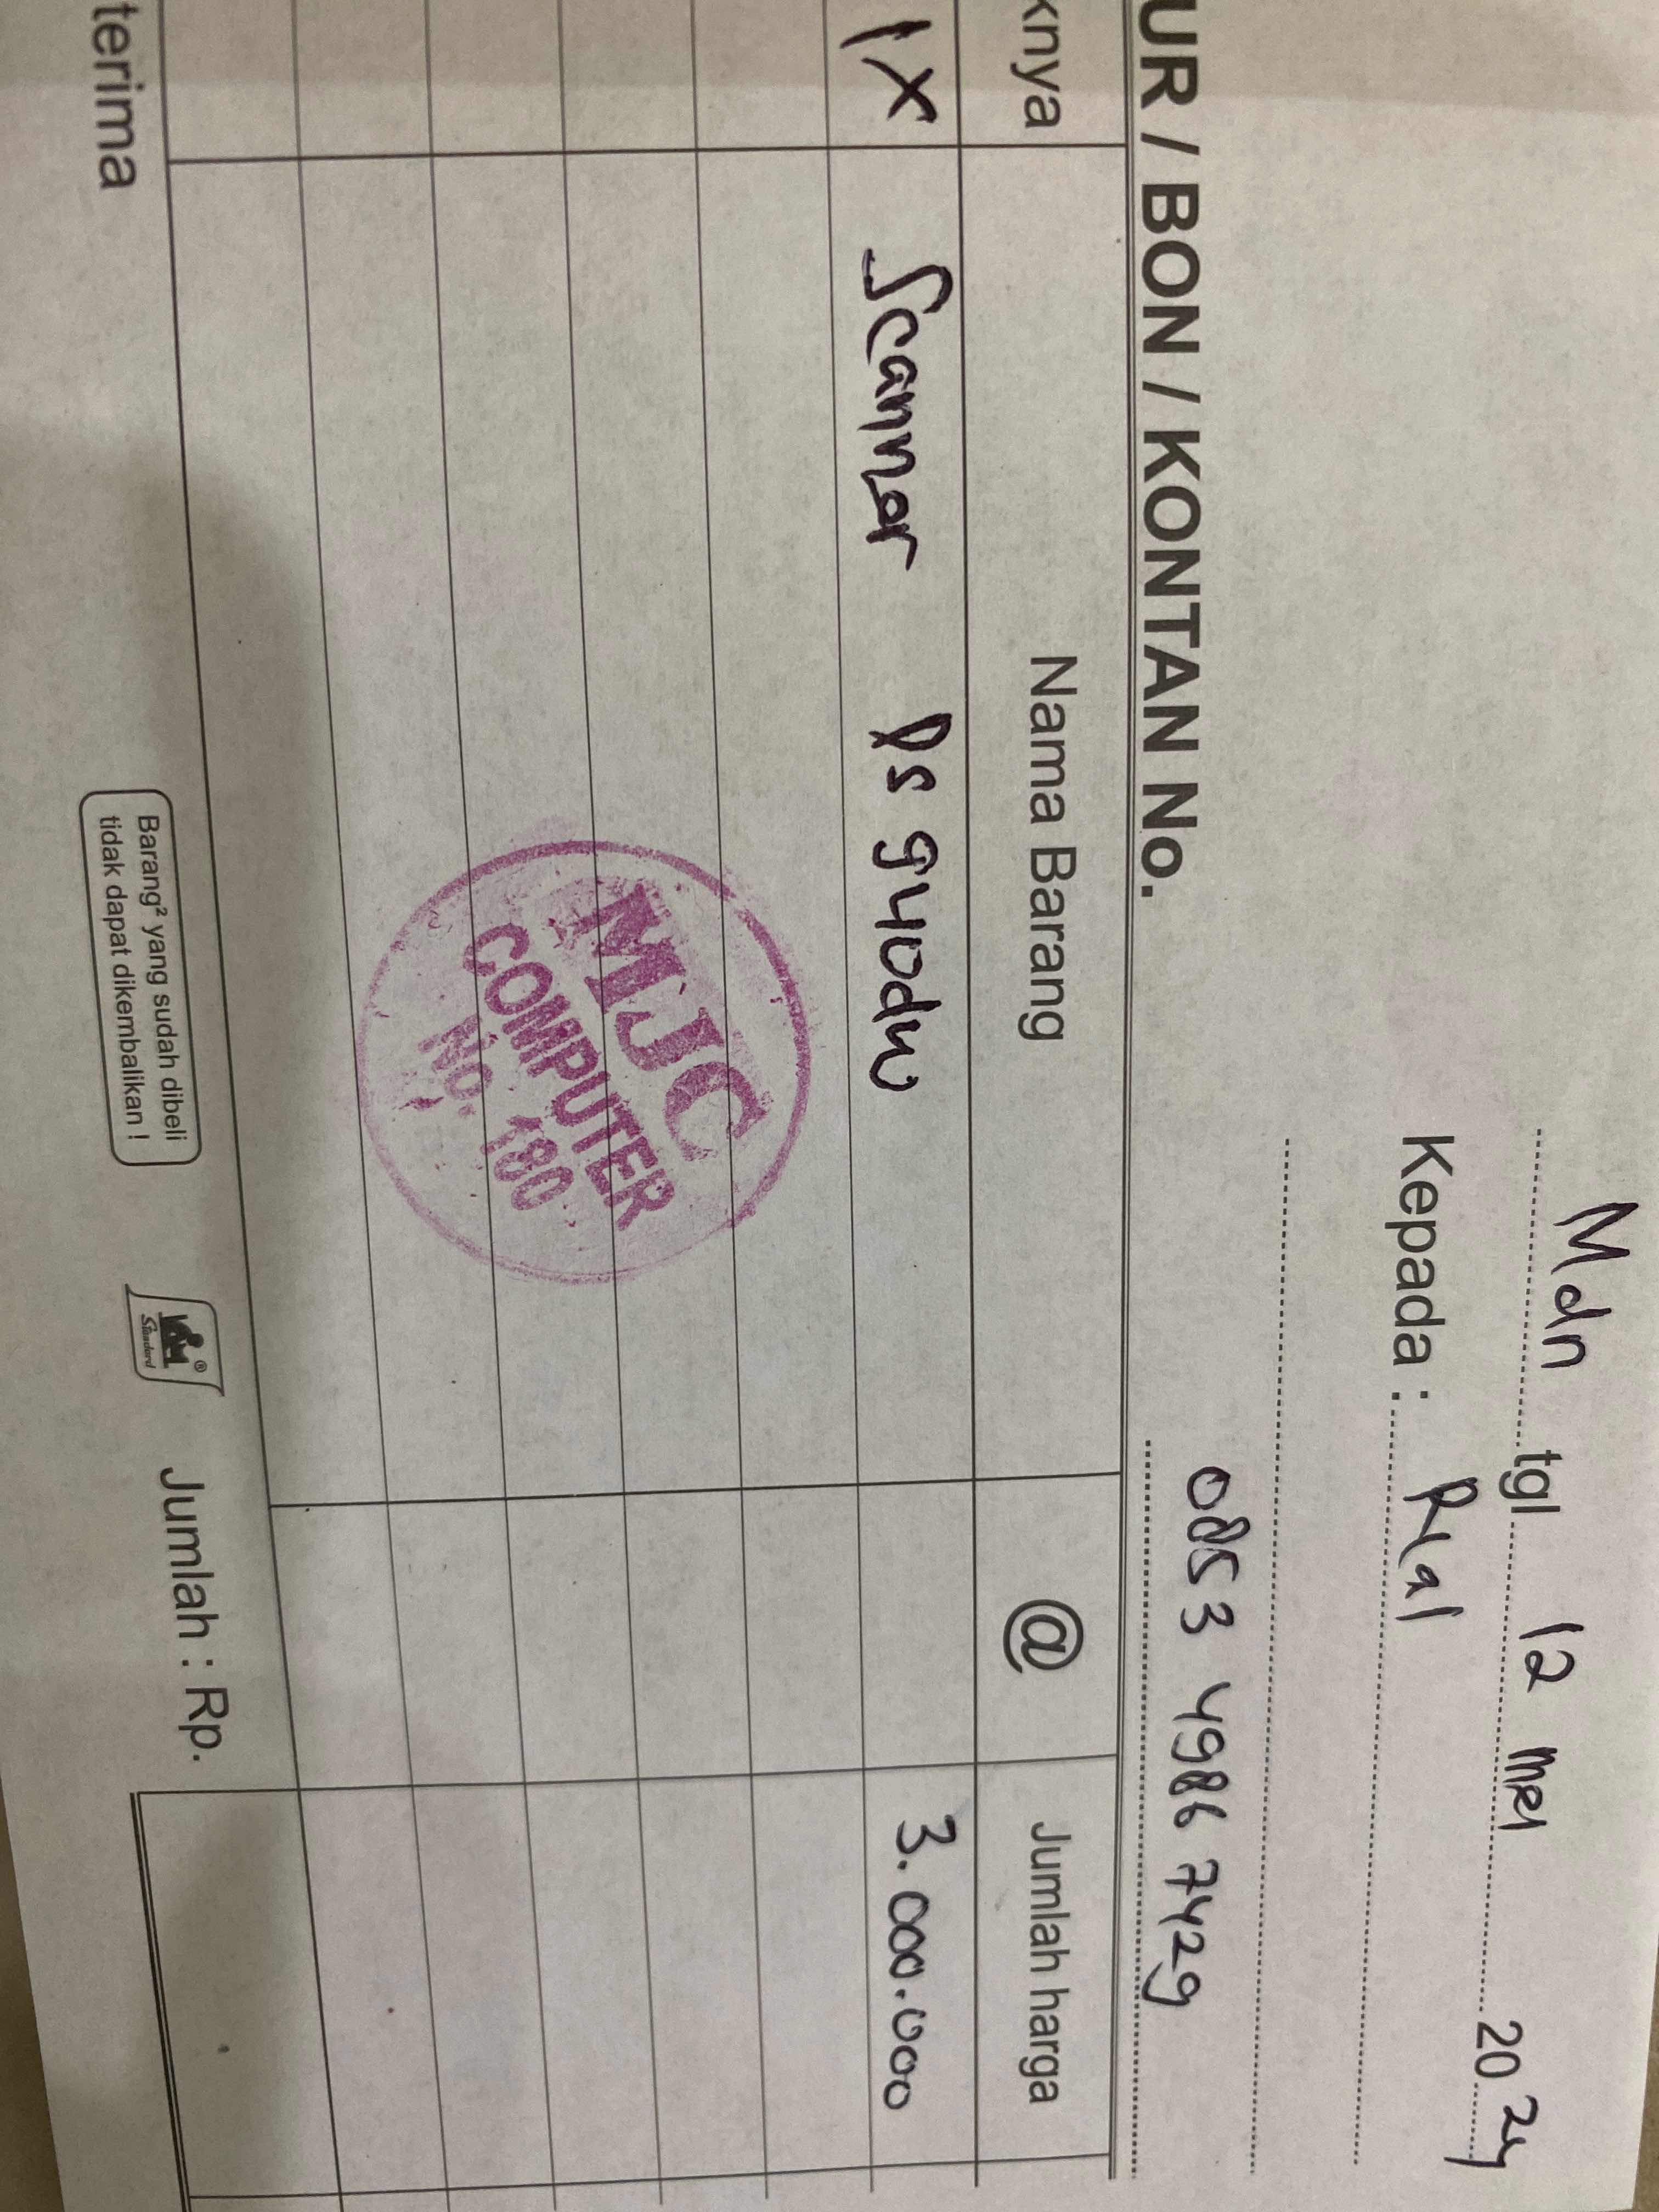 Mdn tgl 12 mei 2024
Kepada : Rial
0853 4986 7429
UR / BON / KONTAN No.
knya Nama Barang @ Jumlah harga
1 X Scanner Ds 940dw 3.000.000
MJC
COMPUTER
No. 180
terima
Barang² yang sudah dibeli
tidak dapat dikembalikan !
Standard
Jumlah : Rp.